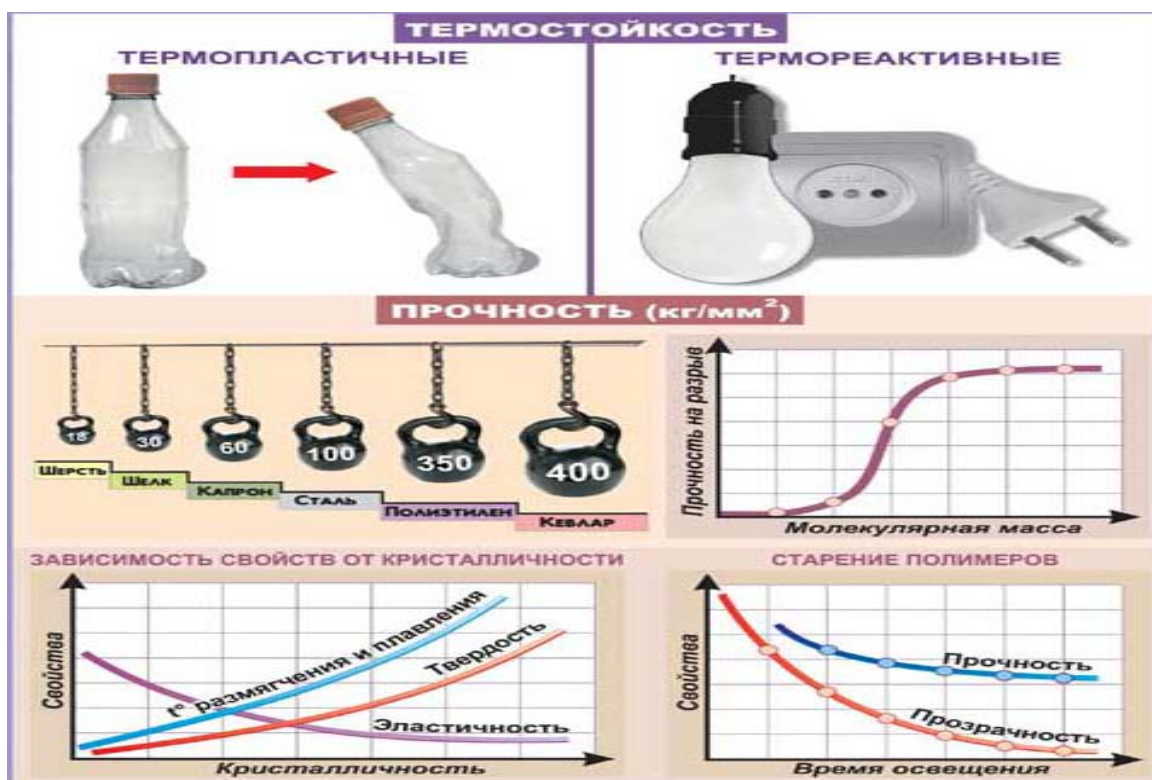 ТЕРМОСТОЙКОСТЬ
ТЕРМОПЛАСТИЧНЫЕ
ТЕРМОРЕАКТИВНЫЕ
ПРОЧНОСТЬ (кг/мм²)
18
30
60
100
350
400
ШЕРСТЬ
ШЕЛК
КАПРОН
СТАЛЬ
ПОЛИЭТИЛЕН
КЕВЛАР
Прочность на разрыв
Молекулярная масса
ЗАВИСИМОСТЬ СВОЙСТВ ОТ КРИСТАЛЛИЧНОСТИ
Свойства
t° размягчения и плавления
Твердость
Эластичность
Кристалличность
СТАРЕНИЕ ПОЛИМЕРОВ
Свойства
Прочность
Прозрачность
Время освещения